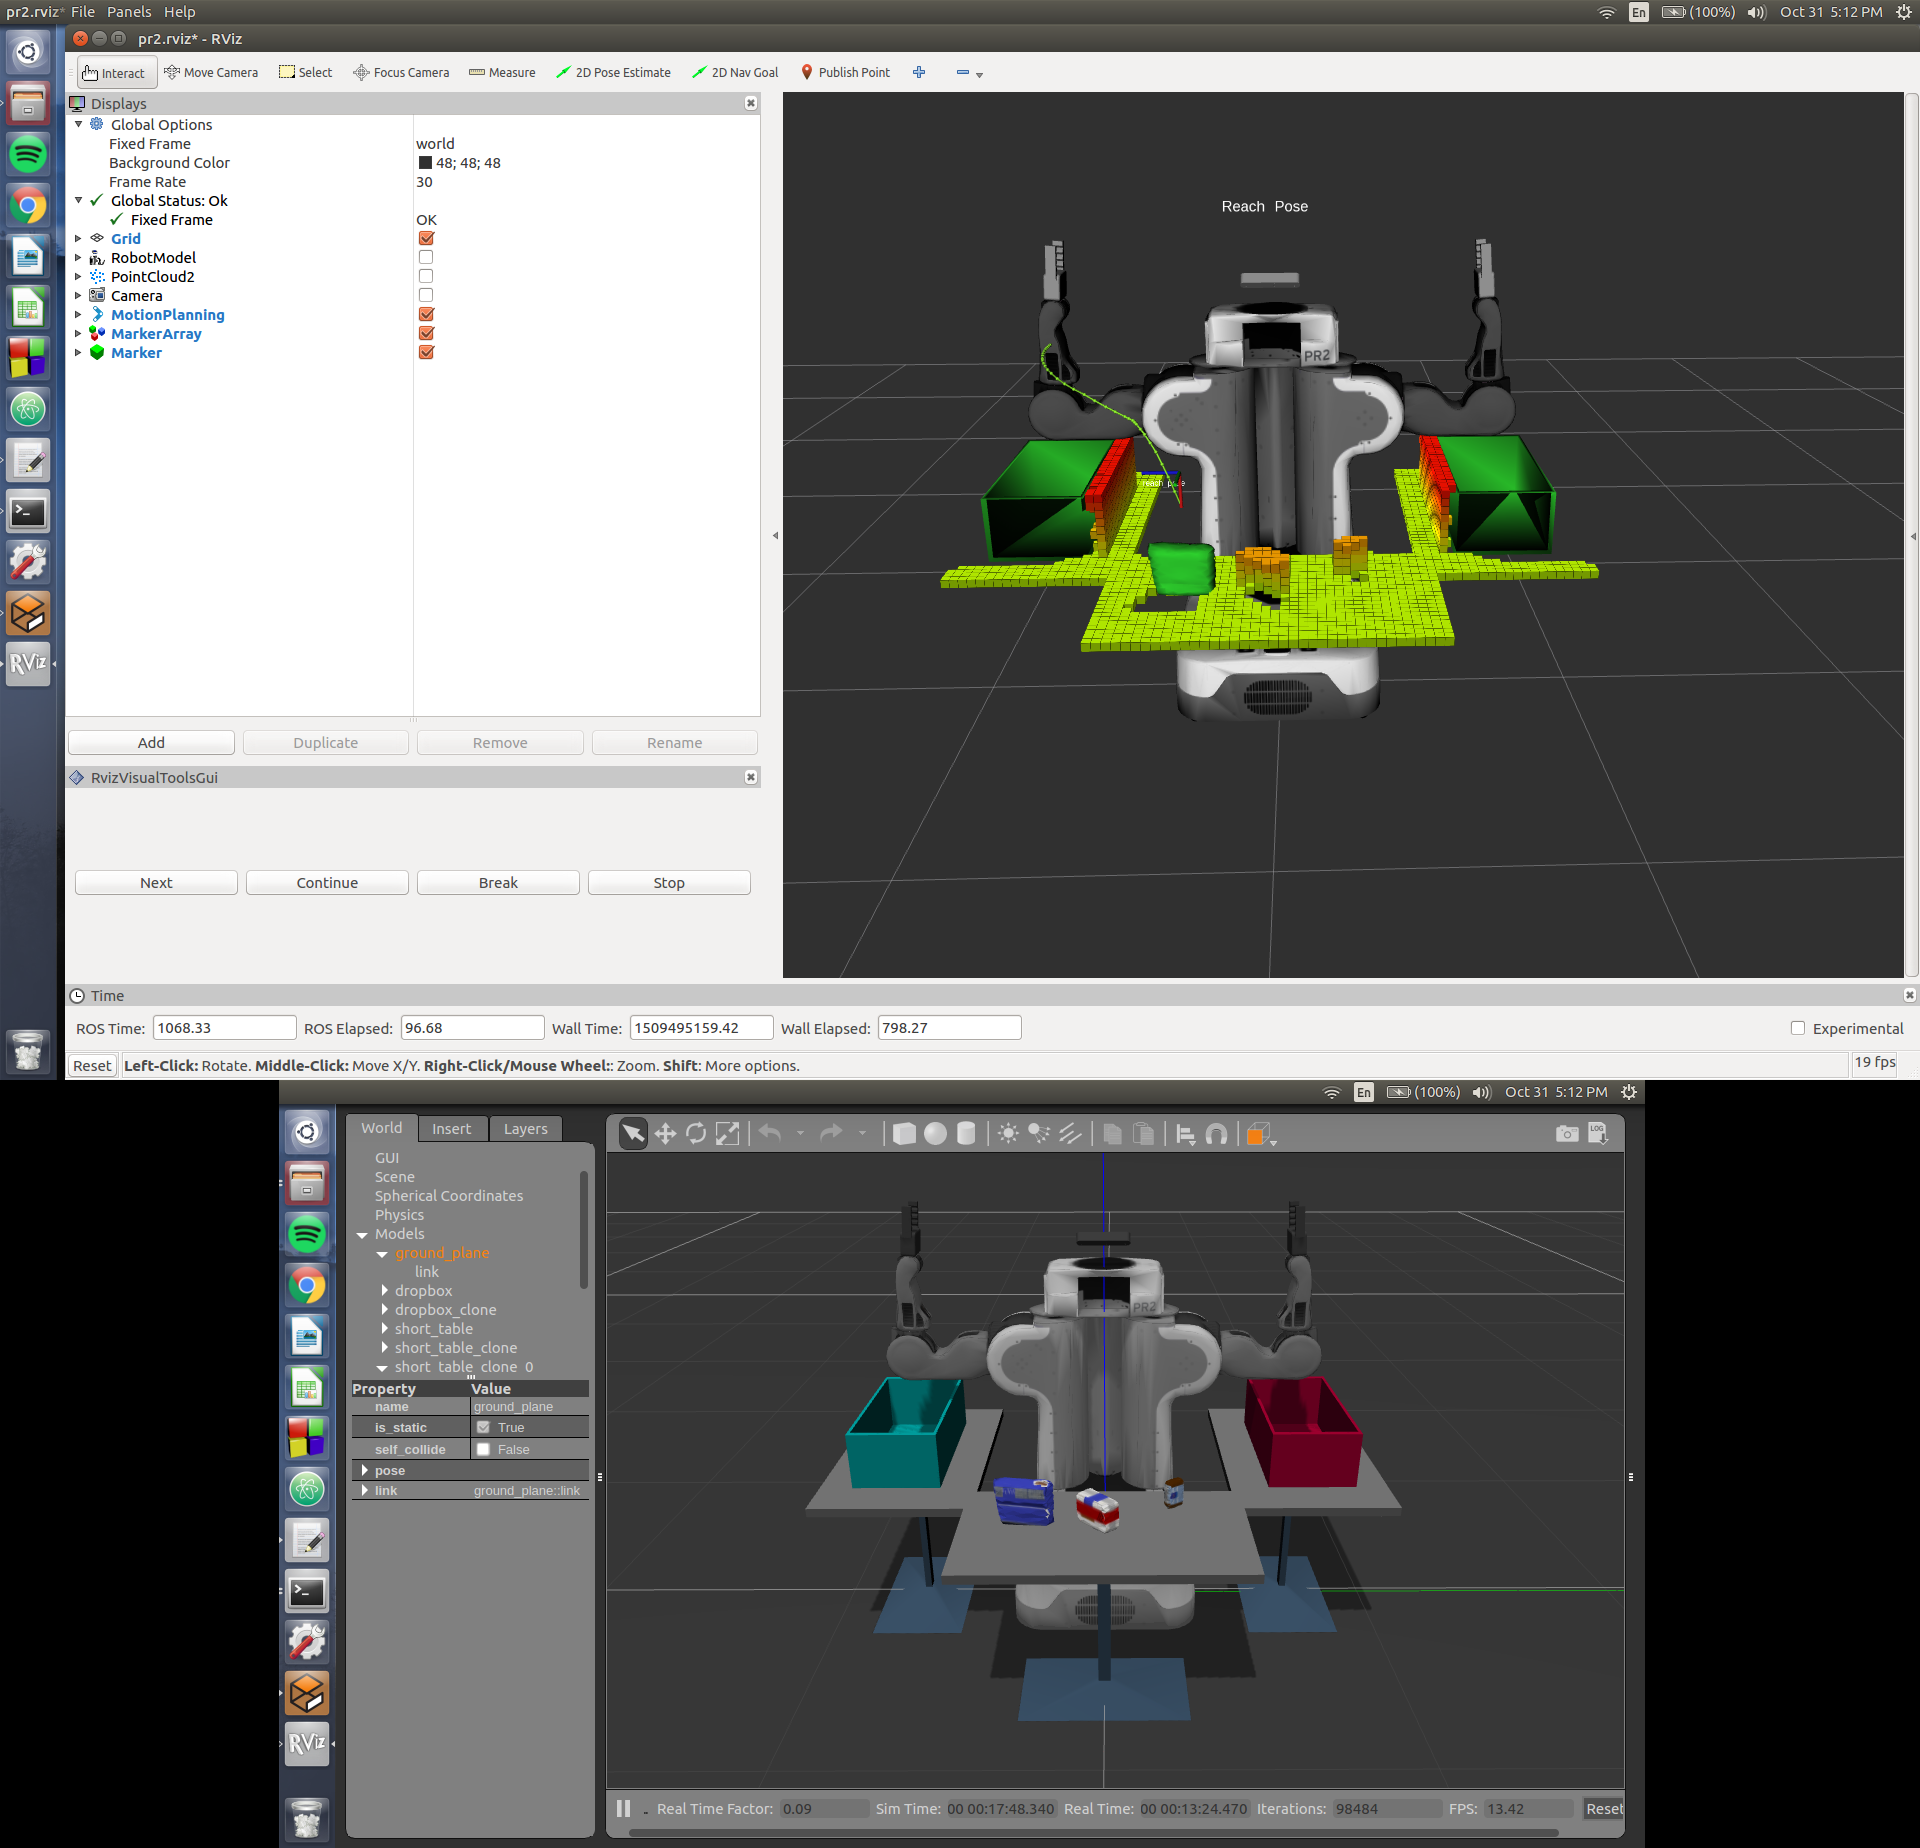 pr2.rviz* File Panels Help
En (100%) Oct 31 5:12 PM
pr2.rviz* - RViz
Interact Move Camera Select Focus Camera Measure 2D Pose Estimate 2D Nav Goal Publish Point
Displays
Global Options
Fixed Frame world
Background Color 48; 48; 48
Frame Rate 30
Global Status: Ok
Fixed Frame OK
Grid
RobotModel
PointCloud2
Camera
MotionPlanning
MarkerArray
Marker
Add Duplicate Remove Rename
RvizVisualToolsGui
Next Continue Break Stop
Reach Pose
PR2
RViz
Time
ROS Time: 1068.33 ROS Elapsed: 96.68 Wall Time: 1509495159.42 Wall Elapsed: 798.27 Experimental
Reset Left-Click: Rotate. Middle-Click: Move X/Y. Right-Click/Mouse Wheel:: Zoom. Shift: More options. 19 fps
En (100%) Oct 31 5:12 PM
World Insert Layers
LOG
GUI
Scene
Spherical Coordinates
Physics
Models
ground_plane
link
dropbox
dropbox_clone
short_table
short_table_clone
short_table_clone_0
Property Value
name ground_plane
is_static True
self_collide False
pose
link ground_plane::link
PR2
RViz
Real Time Factor: 0.09 Sim Time: 00 00:17:48.340 Real Time: 00 00:13:24.470 Iterations: 98484 FPS: 13.42 Reset